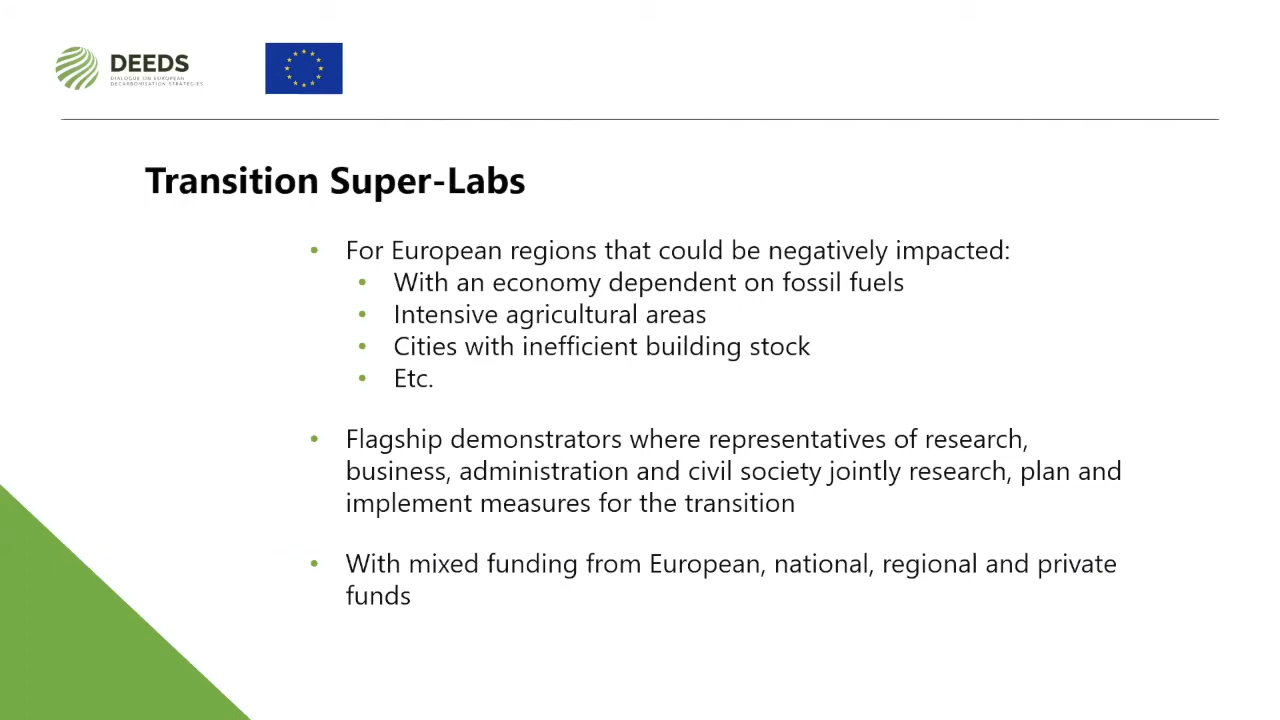 DEEDS
DIALOGUE ON EUROPEAN
DECARBONISATION STRATEGIES
Transition Super-Labs
• For European regions that could be negatively impacted:
• With an economy dependent on fossil fuels
• Intensive agricultural areas
• Cities with inefficient building stock
• Etc.
• Flagship demonstrators where representatives of research,
business, administration and civil society jointly research, plan and
implement measures for the transition
• With mixed funding from European, national, regional and private
funds